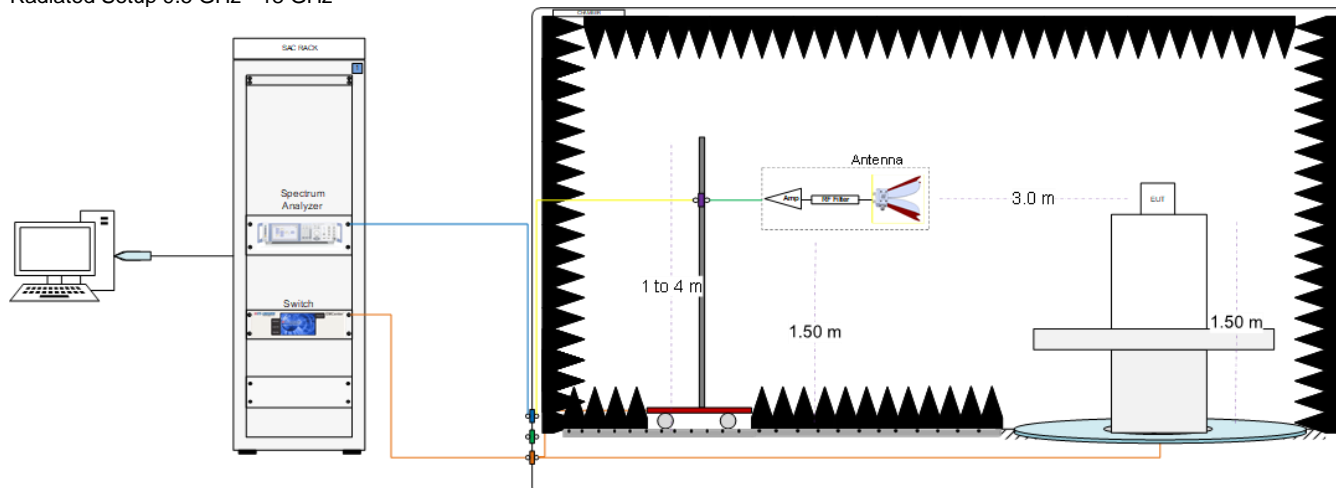 CHAMBER
SAC RACK
Antenna
Amp
RF Filter
3.0 m
EUT
Spectrum
Analyzer
1 to 4 m
Switch
1.50 m
1.50 m